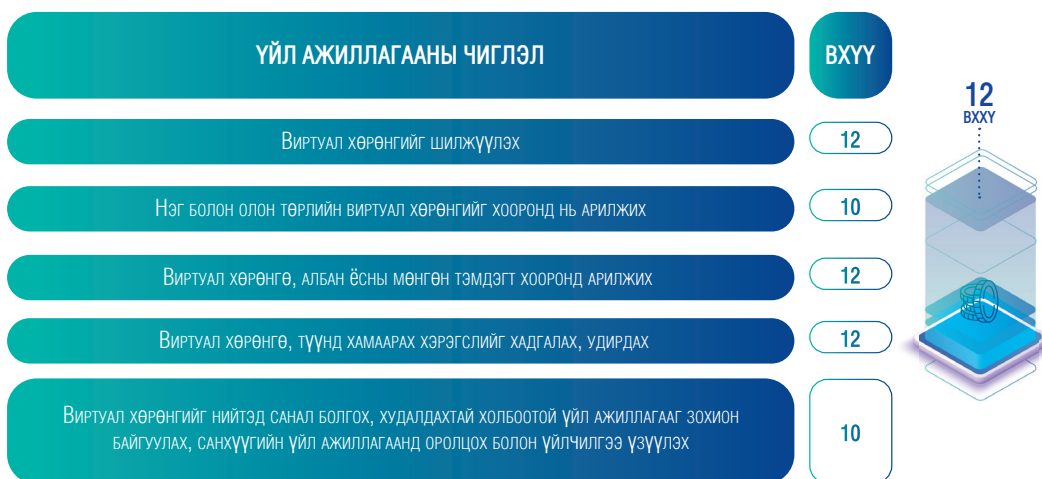 ҮЙЛ АЖИЛЛАГААНЫ ЧИГЛЭЛ
ВХҮҮ
12
ВХХҮ
Виртуал хөрөнгийг шилжүүлэх
12
Нэг болон олон төрлийн виртуал хөрөнгийг хооронд нь арилжих
10
Виртуал хөрөнгө, албан ёсны мөнгөн тэмдэгт хооронд арилжих
12
Виртуал хөрөнгө, түүнд хамаарах хэрэгслийг хадгалах, удирдах
12
Виртуал хөрөнгийг нийтэд санал болгох, худалдахтай холбоотой үйл ажиллагааг зохион
байгуулах, санхүүгийн үйл ажиллагаанд оролцох болон үйлчилгээ үзүүлэх
10